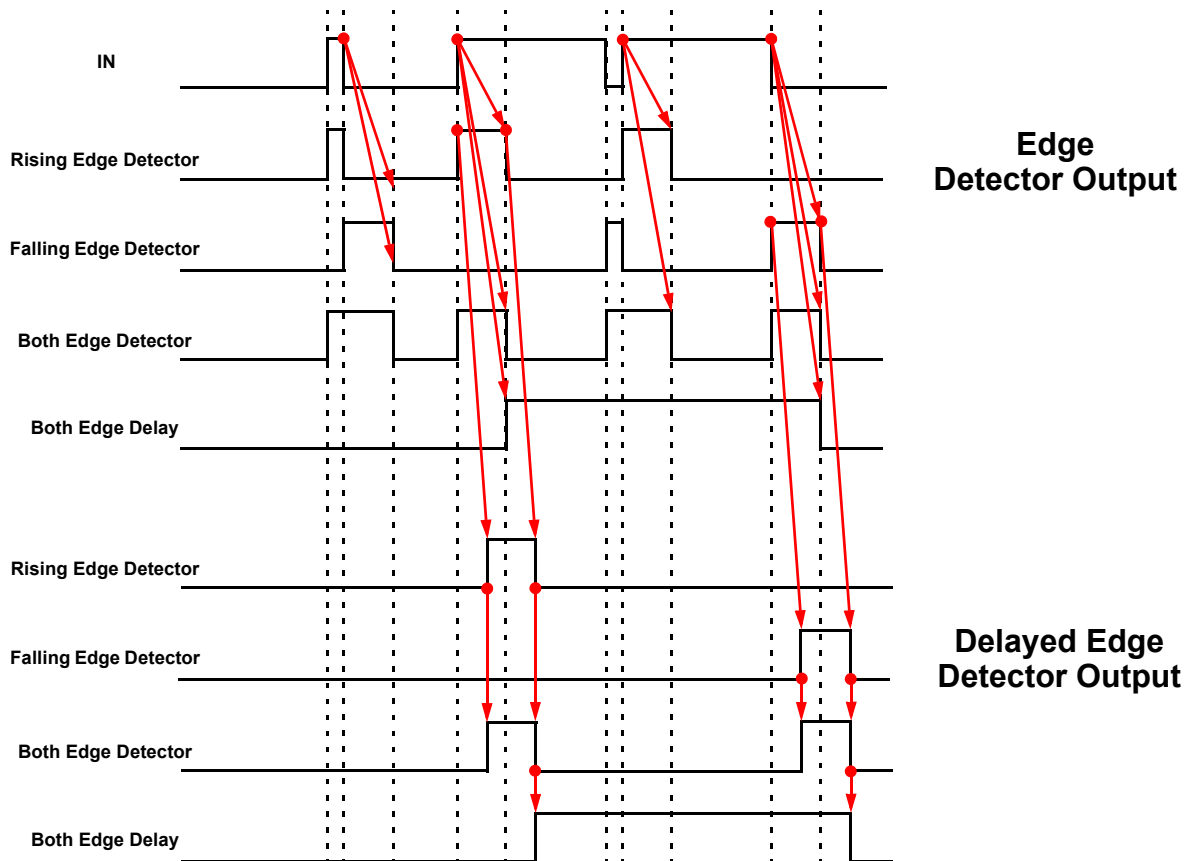 IN
Rising Edge Detector
Falling Edge Detector
Both Edge Detector
Both Edge Delay
Edge
Detector Output
Rising Edge Detector
Falling Edge Detector
Both Edge Detector
Both Edge Delay
Delayed Edge
Detector Output